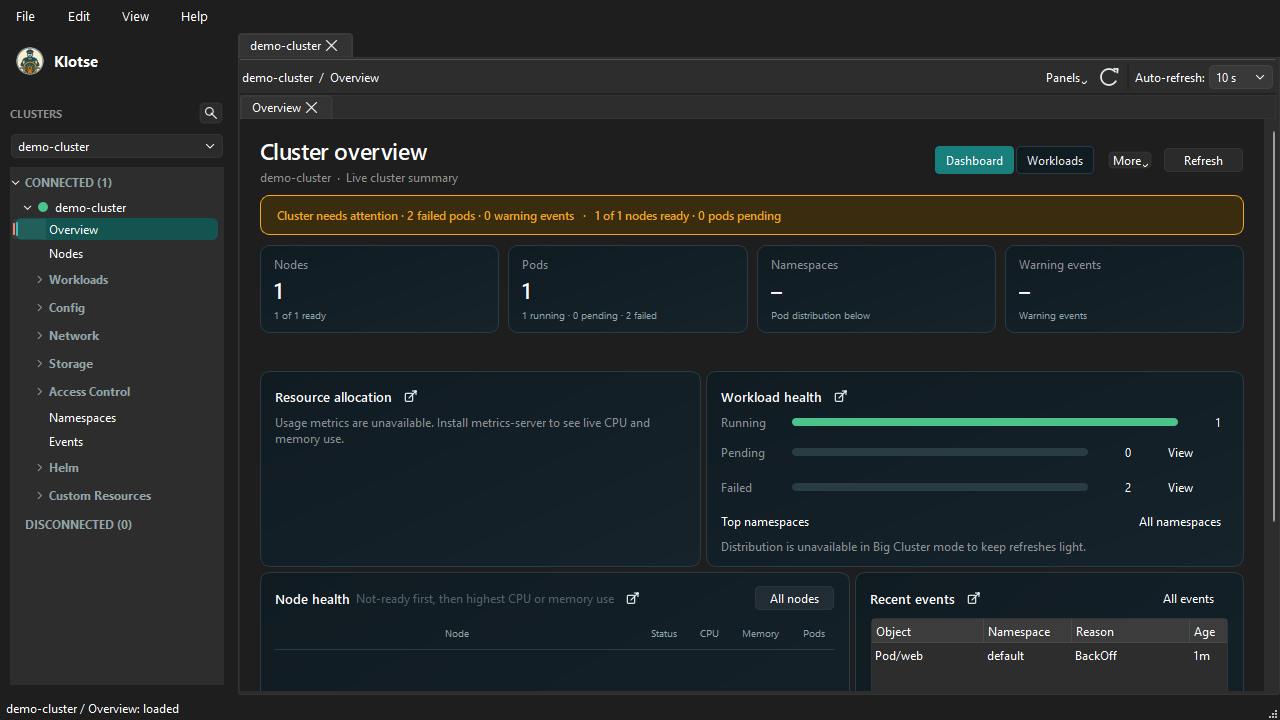 File Edit View Help
Klotse
CLUSTERS
demo-cluster
CONNECTED (1)
demo-cluster
Overview
Nodes
Workloads
Config
Network
Storage
Access Control
Namespaces
Events
Helm
Custom Resources
DISCONNECTED (0)
demo-cluster
demo-cluster / Overview
Panels
Auto-refresh: 10 s
Overview
Cluster overview
demo-cluster · Live cluster summary
Dashboard Workloads More Refresh
Cluster needs attention · 2 failed pods · 0 warning events · 1 of 1 nodes ready · 0 pods pending
Nodes
1
1 of 1 ready
Pods
1
1 running · 0 pending · 2 failed
Namespaces
–
Pod distribution below
Warning events
–
Warning events
Resource allocation
Usage metrics are unavailable. Install metrics-server to see live CPU and
memory use.
Workload health
Running 1
Pending 0 View
Failed 2 View
Top namespaces All namespaces
Distribution is unavailable in Big Cluster mode to keep refreshes light.
Node health Not-ready first, then highest CPU or memory use All nodes
Node Status CPU Memory Pods
Recent events All events
Object Namespace Reason Age
Pod/web default BackOff 1m
demo-cluster / Overview: loaded